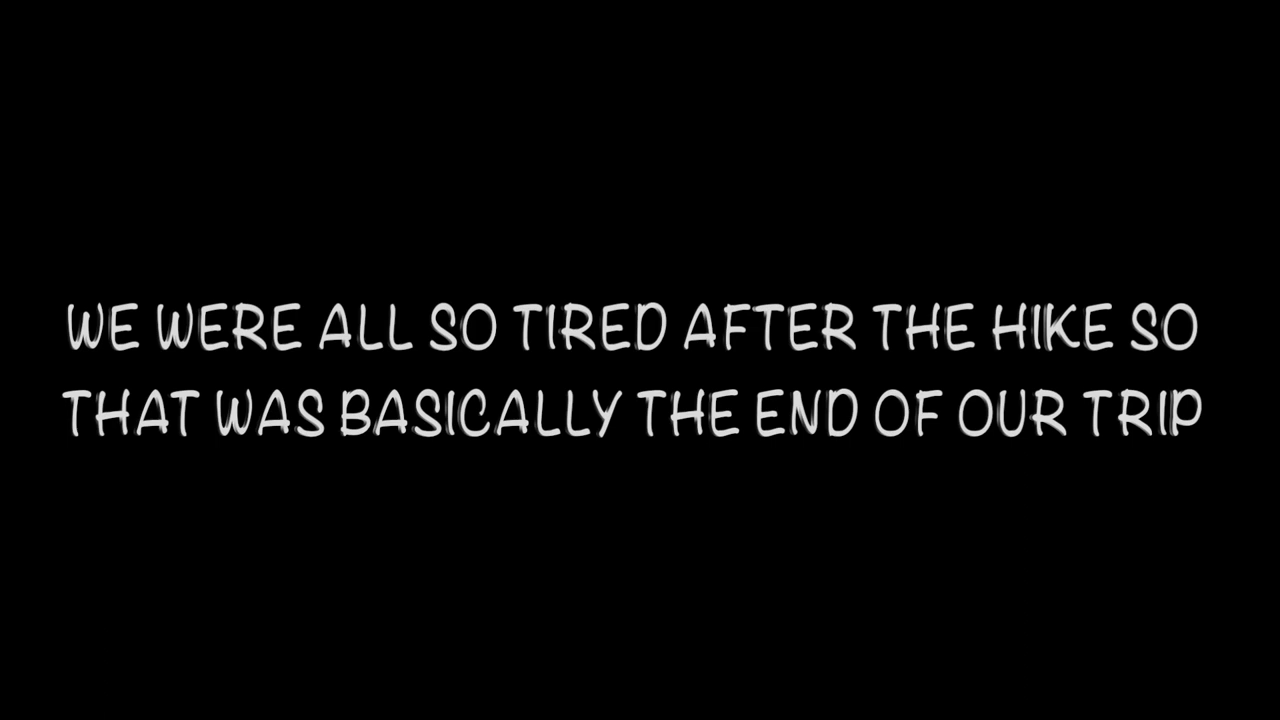 WE WERE ALL SO TIRED AFTER THE HIKE SO
THAT WAS BASICALLY THE END OF OUR TRIP